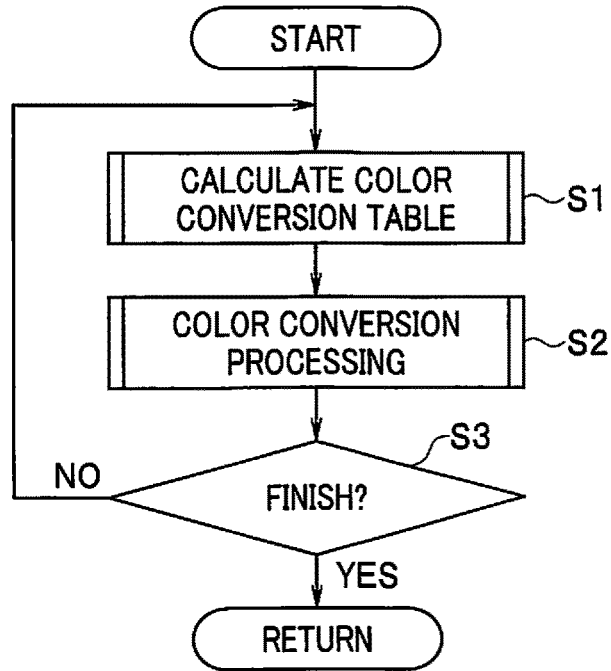 START
CALCULATE COLOR
CONVERSION TABLE
S1
COLOR CONVERSION
PROCESSING
S2
S3
FINISH?
NO
YES
RETURN